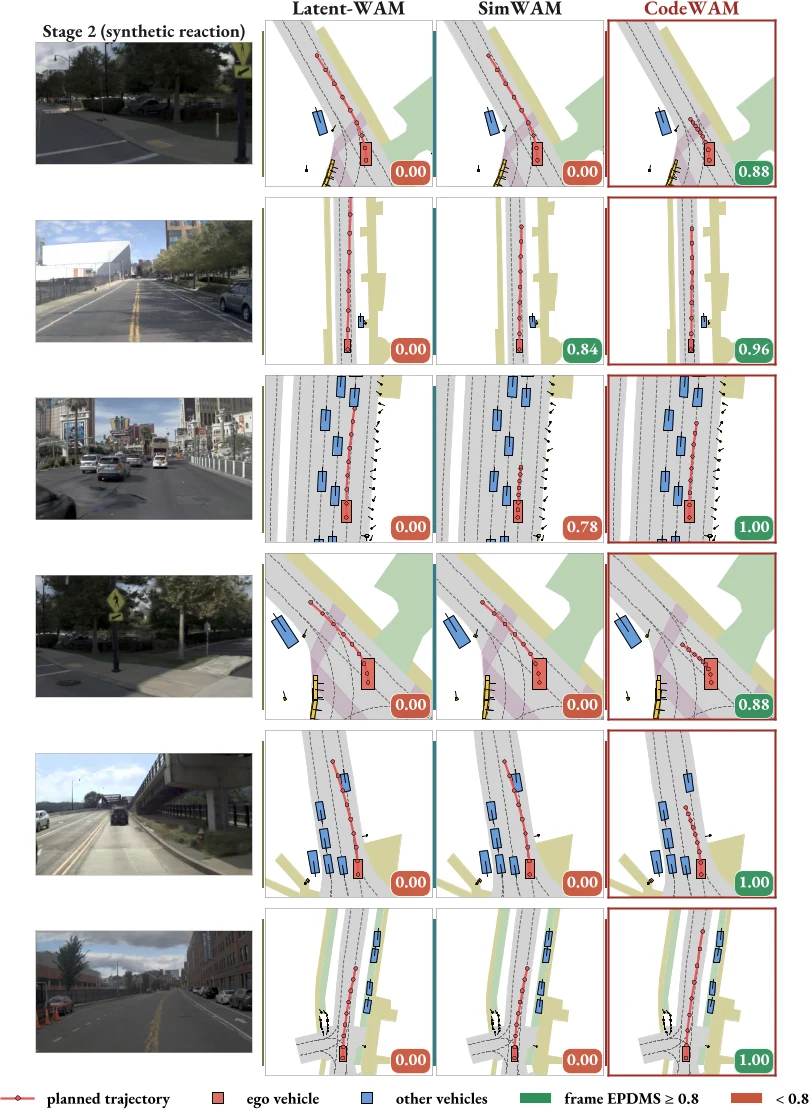 Latent-WAM SimWAM CodeWAM
Stage 2 (synthetic reaction)
0.00 0.00 0.88
0.00 0.84 0.96
0.00 0.78 1.00
0.00 0.00 0.88
0.00 0.00 1.00
0.00 0.00 1.00
planned trajectory ego vehicle other vehicles frame EPDMS ≥ 0.8 < 0.8